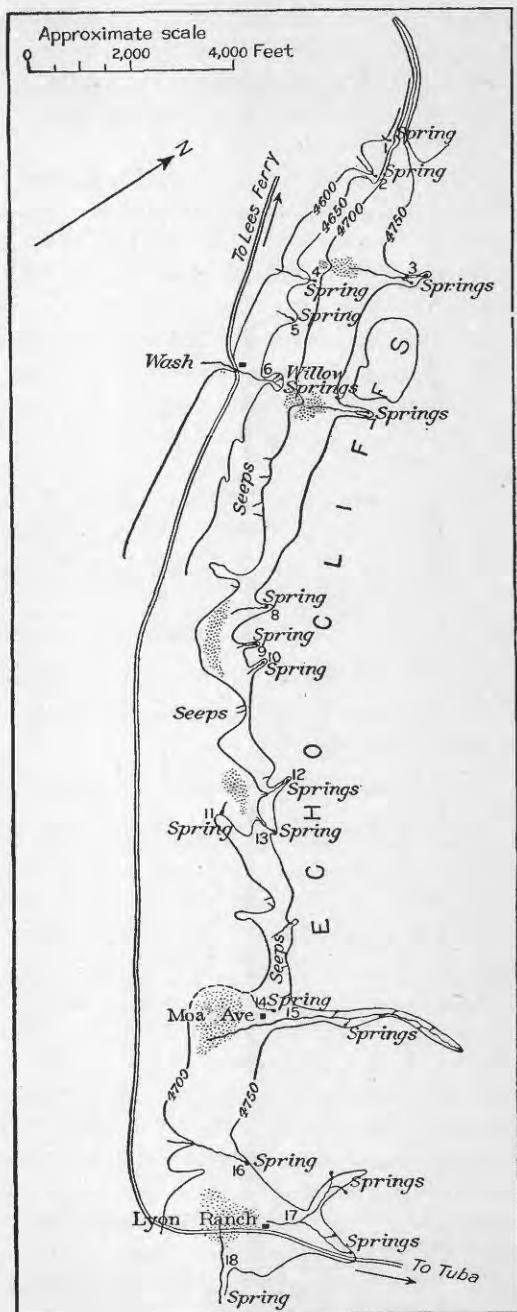 Approximate scale
0 2,000 4,000 Feet
N
To Lees Ferry
1
Spring
Spring
2
4600
4650
4700
4750
3
Springs
4
Spring
Spring
5
Wash
6
Willow
Springs
Springs
Seeps
ECHO CLIFFS
Spring
8
Spring
9
10
Spring
Seeps
12
Springs
11
Spring
13
Spring
Seeps
14
Spring
Moa Ave
15
Springs
4700
4750
16
Spring
Springs
17
Lyon Ranch
Springs
18
To Tuba
Spring